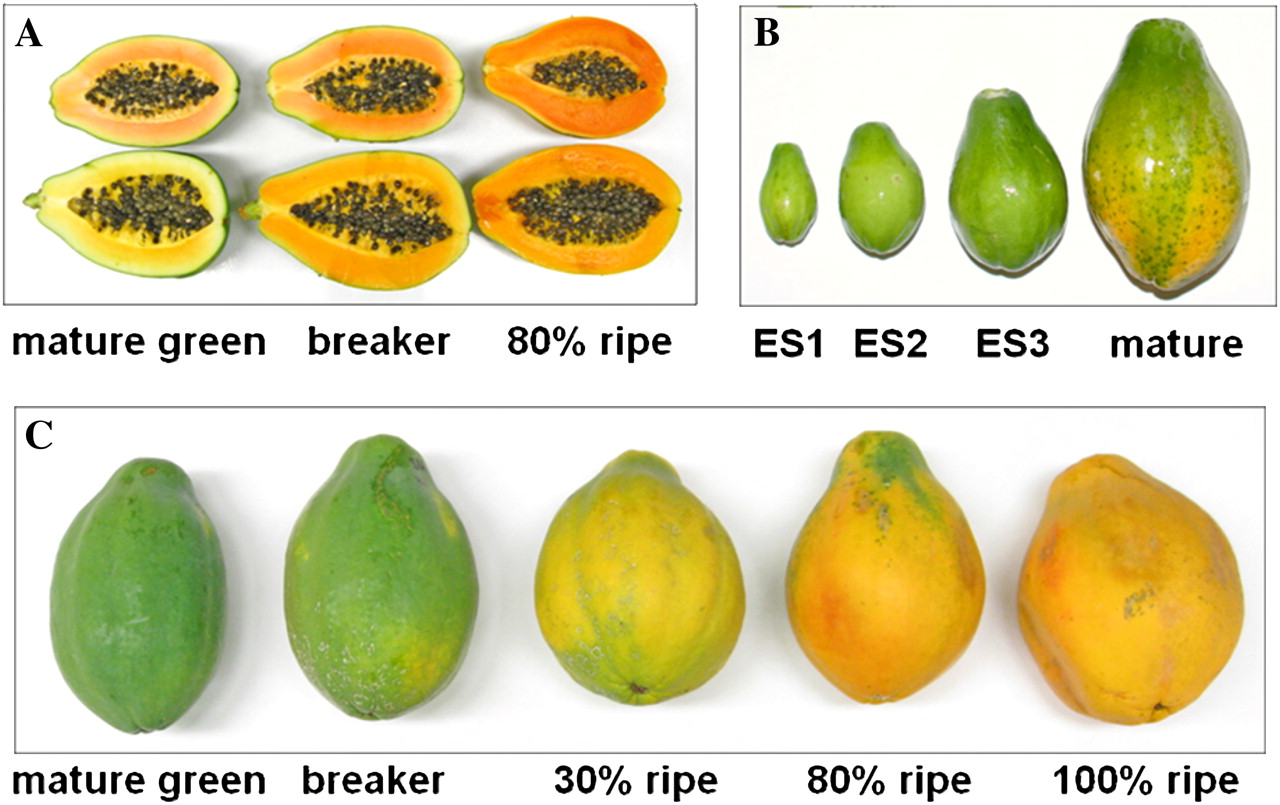 A
mature green breaker 80% ripe
B
ES1 ES2 ES3 mature
C
mature green breaker 30% ripe 80% ripe 100% ripe